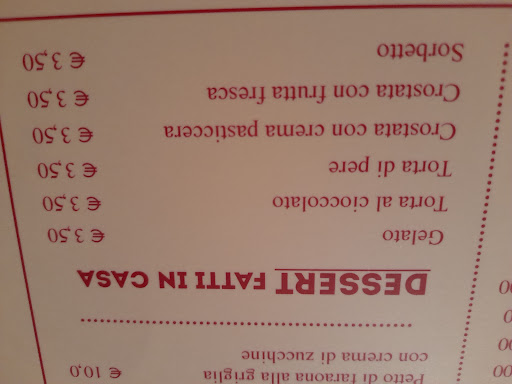 Petto di faraona alla griglia € 10,0
con crema di zucchine
DESSERT FATTI IN CASA
Gelato € 3,50
Torta al cioccolato € 3,50
Torta di pere € 3,50
Crostata con crema pasticcera € 3,50
Crostata con frutta fresca € 3,50
Sorbetto € 3,50